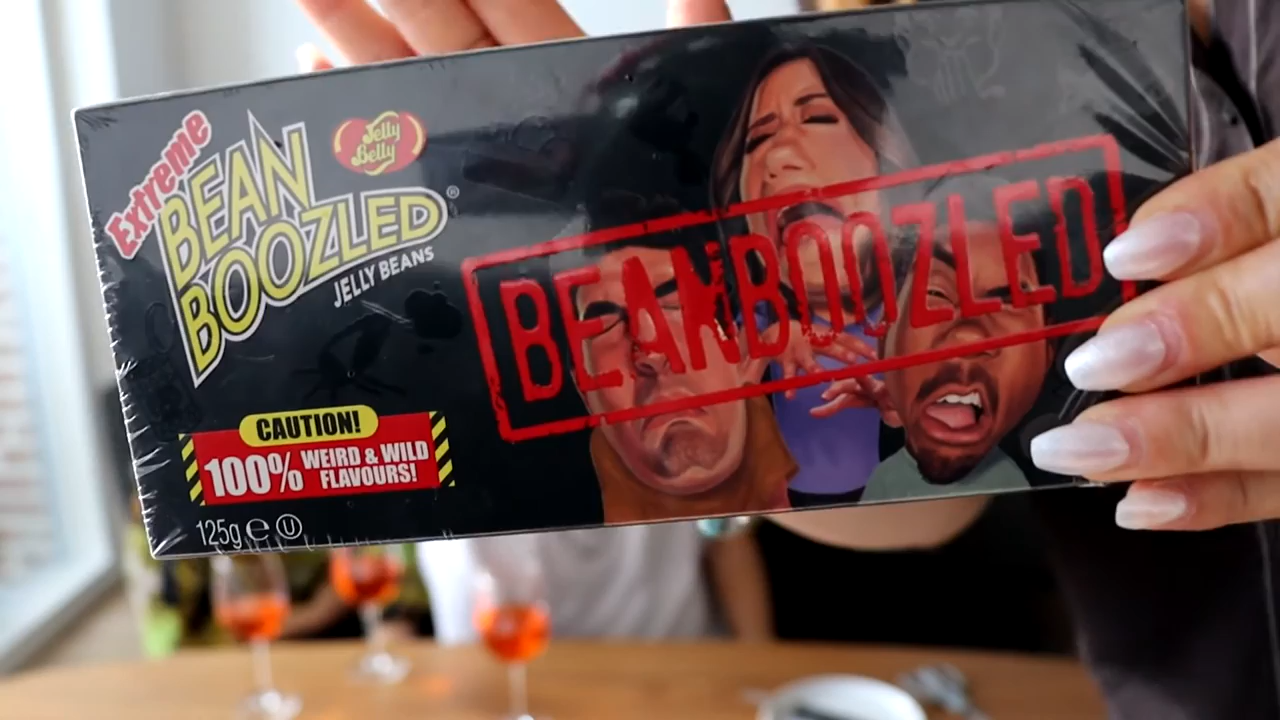 Extreme
BEAN
BOOZLED®
JELLY BEANS
Jelly
Belly
BEANBOOZLED
CAUTION!
100% WEIRD & WILD
FLAVOURS!
125g ℮ U